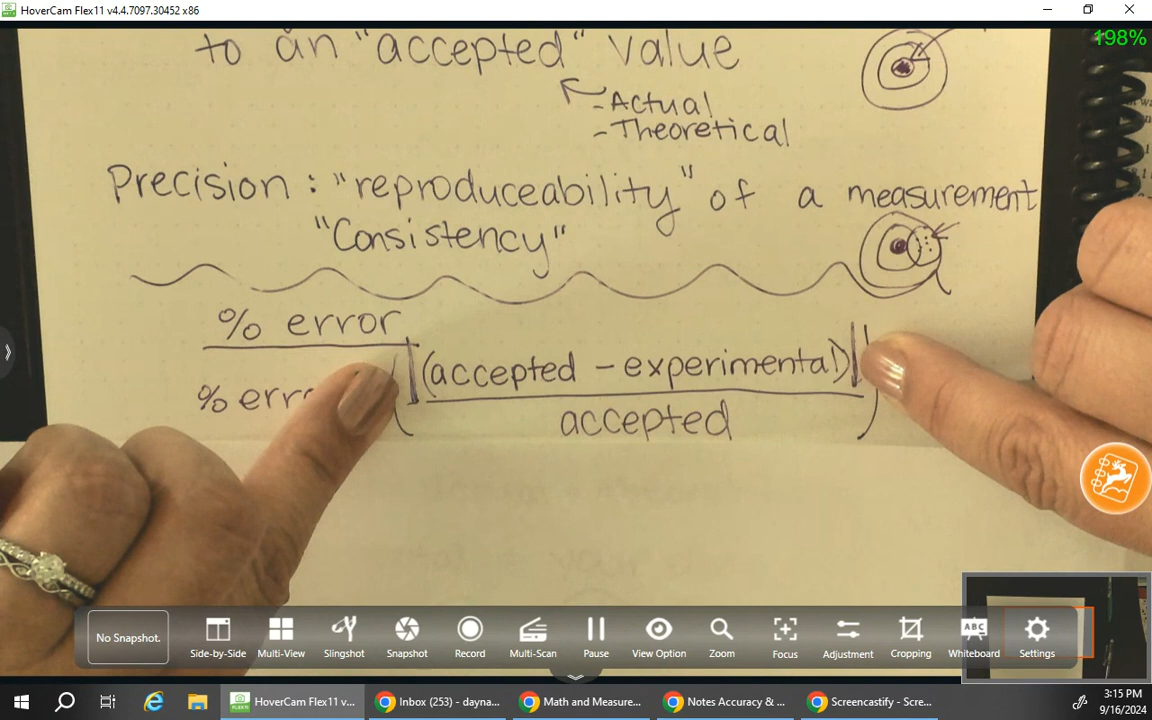 HoverCam Flex11 v4.4.7097.30452 x86
198%
to an "accepted" value
-Actual
-Theoretical
Precision : "reproduceability" of a measurement
"Consistency"
% error
% err
(accepted - experimental)
accepted
No Snapshot.
Side-by-Side
Multi-View
Slingshot
Snapshot
Record
Multi-Scan
Pause
View Option
Zoom
Focus
Adjustment
Cropping
ABC
Whiteboard
Settings
HoverCam Flex11 v...
Inbox (253) - dayna...
Math and Measure...
Notes Accuracy & ...
Screencastify - Scre...
3:15 PM
9/16/2024